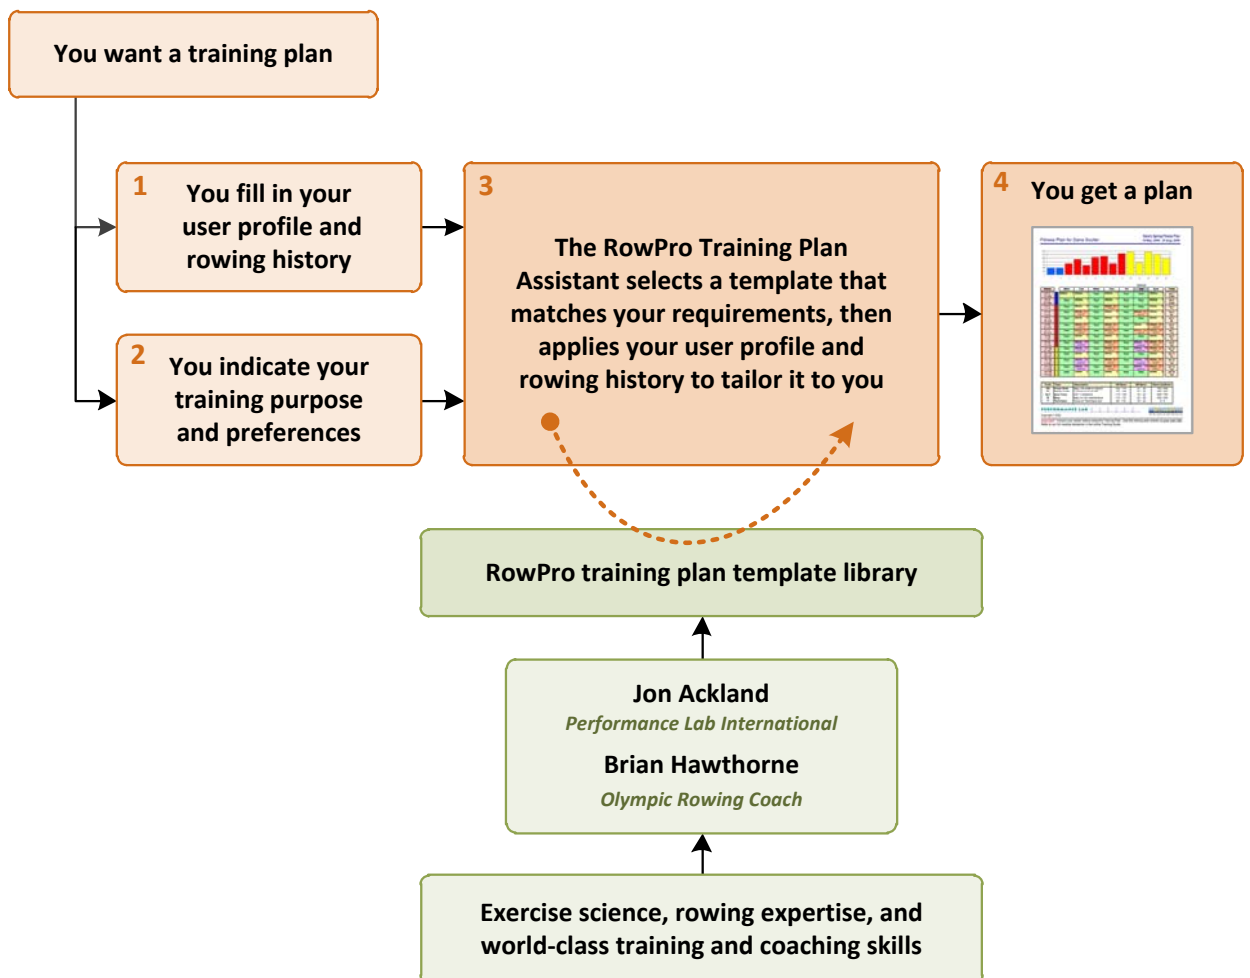 You want a training plan
1
You fill in your
user profile and
rowing history
2
You indicate your
training purpose
and preferences
3
The RowPro Training Plan
Assistant selects a template that
matches your requirements, then
applies your user profile and
rowing history to tailor it to you
4
You get a plan
PERFORMANCE LAB
RowPro training plan template library
Jon Ackland
Performance Lab International
Brian Hawthorne
Olympic Rowing Coach
Exercise science, rowing expertise, and
world-class training and coaching skills